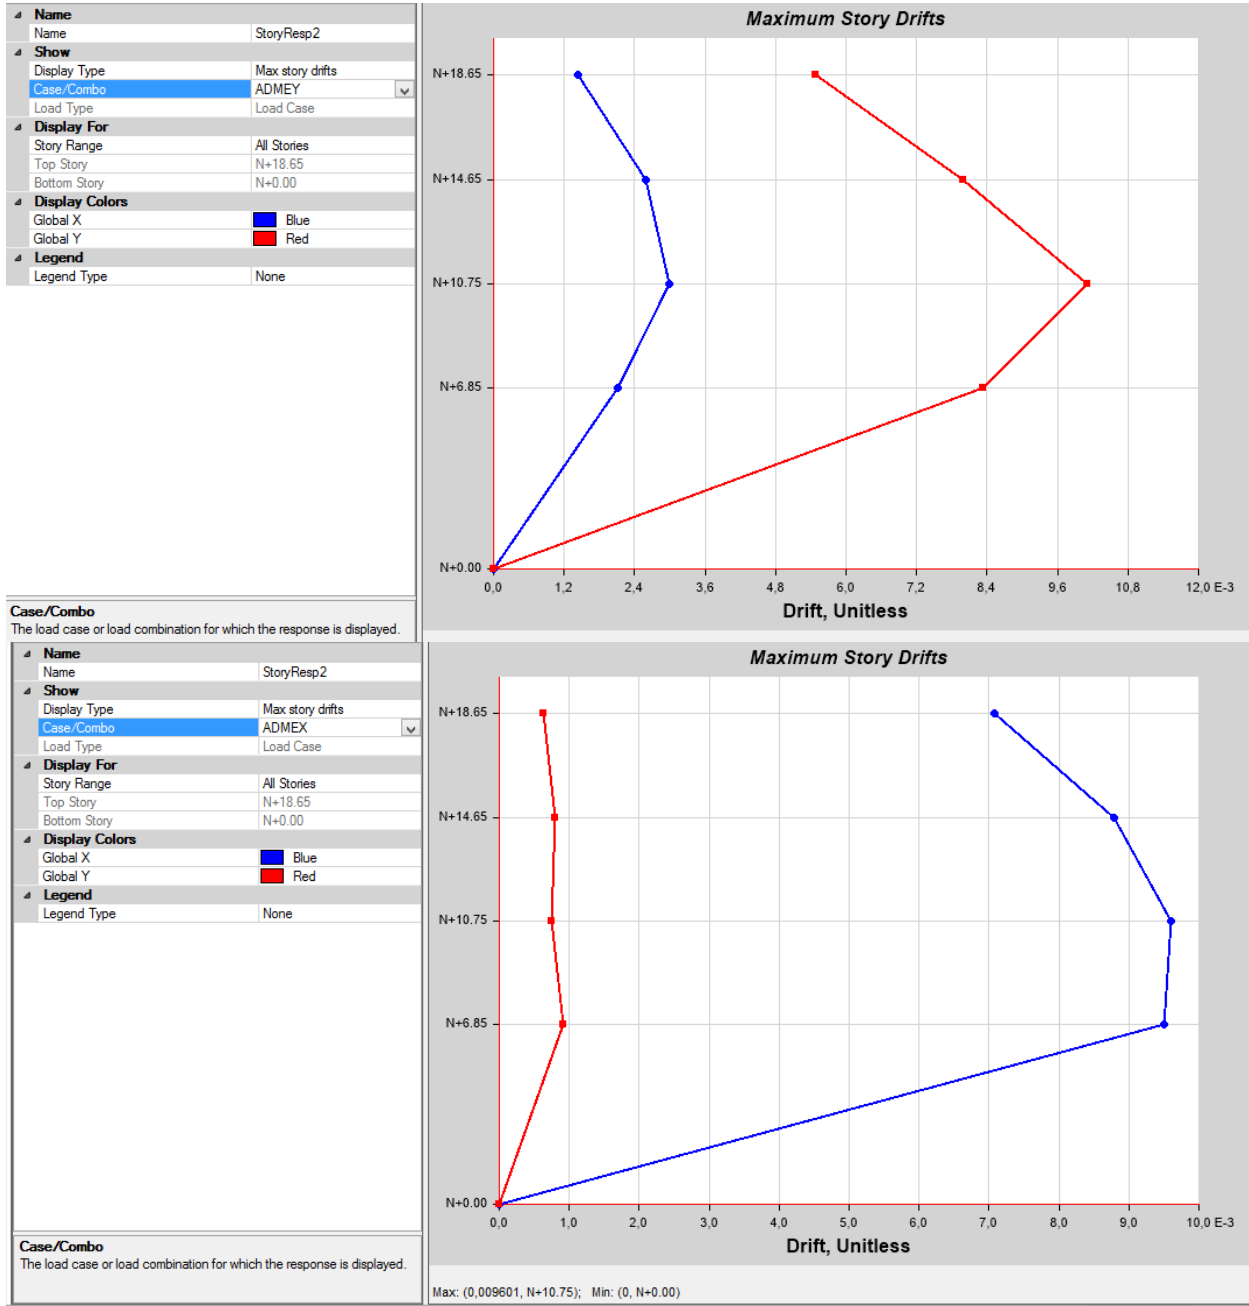 Name
Name StoryResp2
Show
Display Type Max story drifts
Case/Combo ADMEY
Load Type Load Case
Display For
Story Range All Stories
Top Story N+18.65
Bottom Story N+0.00
Display Colors
Global X Blue
Global Y Red
Legend
Legend Type None
Case/Combo
The load case or load combination for which the response is displayed.
Maximum Story Drifts
N+18.65
N+14.65
N+10.75
N+6.85
N+0.00
0,0 1,2 2,4 3,6 4,8 6,0 7,2 8,4 9,6 10,8 12,0 E-3
Drift, Unitless
Name
Name StoryResp2
Show
Display Type Max story drifts
Case/Combo ADMEX
Load Type Load Case
Display For
Story Range All Stories
Top Story N+18.65
Bottom Story N+0.00
Display Colors
Global X Blue
Global Y Red
Legend
Legend Type None
Case/Combo
The load case or load combination for which the response is displayed.
Maximum Story Drifts
N+18.65
N+14.65
N+10.75
N+6.85
N+0.00
0,0 1,0 2,0 3,0 4,0 5,0 6,0 7,0 8,0 9,0 10,0 E-3
Drift, Unitless
Max: (0,009601, N+10.75); Min: (0, N+0.00)